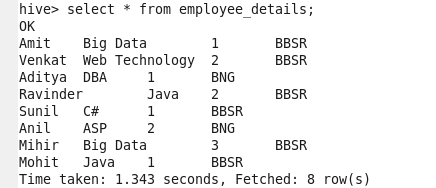 hive> select * from employee_details;
OK
Amit    Big Data        1       BBSR
Venkat  Web Technology  2       BBSR
Aditya  DBA     1       BNG
Ravinder        Java    2       BBSR
Sunil   C#      1       BBSR
Anil    ASP     2       BNG
Mihir   Big Data        3       BBSR
Mohit   Java    1       BBSR
Time taken: 1.343 seconds, Fetched: 8 row(s)